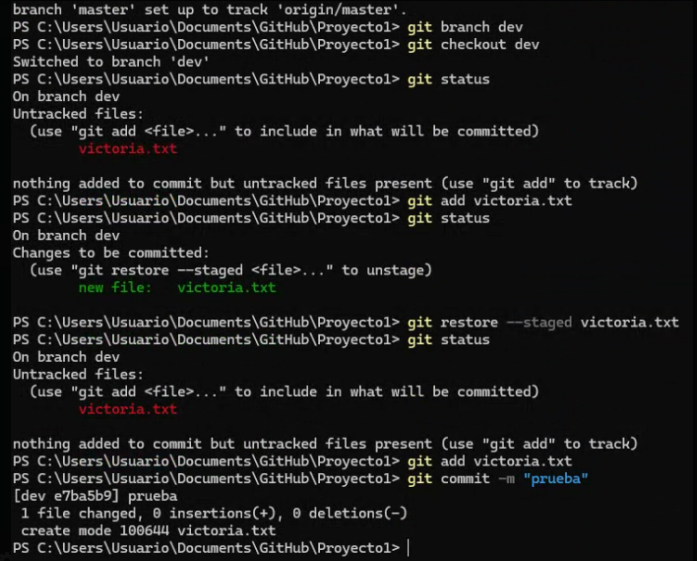 branch 'master' set up to track 'origin/master'.
PS C:\Users\Usuario\Documents\GitHub\Proyecto1> git branch dev
PS C:\Users\Usuario\Documents\GitHub\Proyecto1> git checkout dev
Switched to branch 'dev'
PS C:\Users\Usuario\Documents\GitHub\Proyecto1> git status
On branch dev
Untracked files:
  (use "git add <file>..." to include in what will be committed)
        victoria.txt

nothing added to commit but untracked files present (use "git add" to track)
PS C:\Users\Usuario\Documents\GitHub\Proyecto1> git add victoria.txt
PS C:\Users\Usuario\Documents\GitHub\Proyecto1> git status
On branch dev
Changes to be committed:
  (use "git restore --staged <file>..." to unstage)
        new file:   victoria.txt

PS C:\Users\Usuario\Documents\GitHub\Proyecto1> git restore --staged victoria.txt
PS C:\Users\Usuario\Documents\GitHub\Proyecto1> git status
On branch dev
Untracked files:
  (use "git add <file>..." to include in what will be committed)
        victoria.txt

nothing added to commit but untracked files present (use "git add" to track)
PS C:\Users\Usuario\Documents\GitHub\Proyecto1> git add victoria.txt
PS C:\Users\Usuario\Documents\GitHub\Proyecto1> git commit -m "prueba"
[dev e7ba5b9] prueba
 1 file changed, 0 insertions(+), 0 deletions(-)
 create mode 100644 victoria.txt
PS C:\Users\Usuario\Documents\GitHub\Proyecto1>